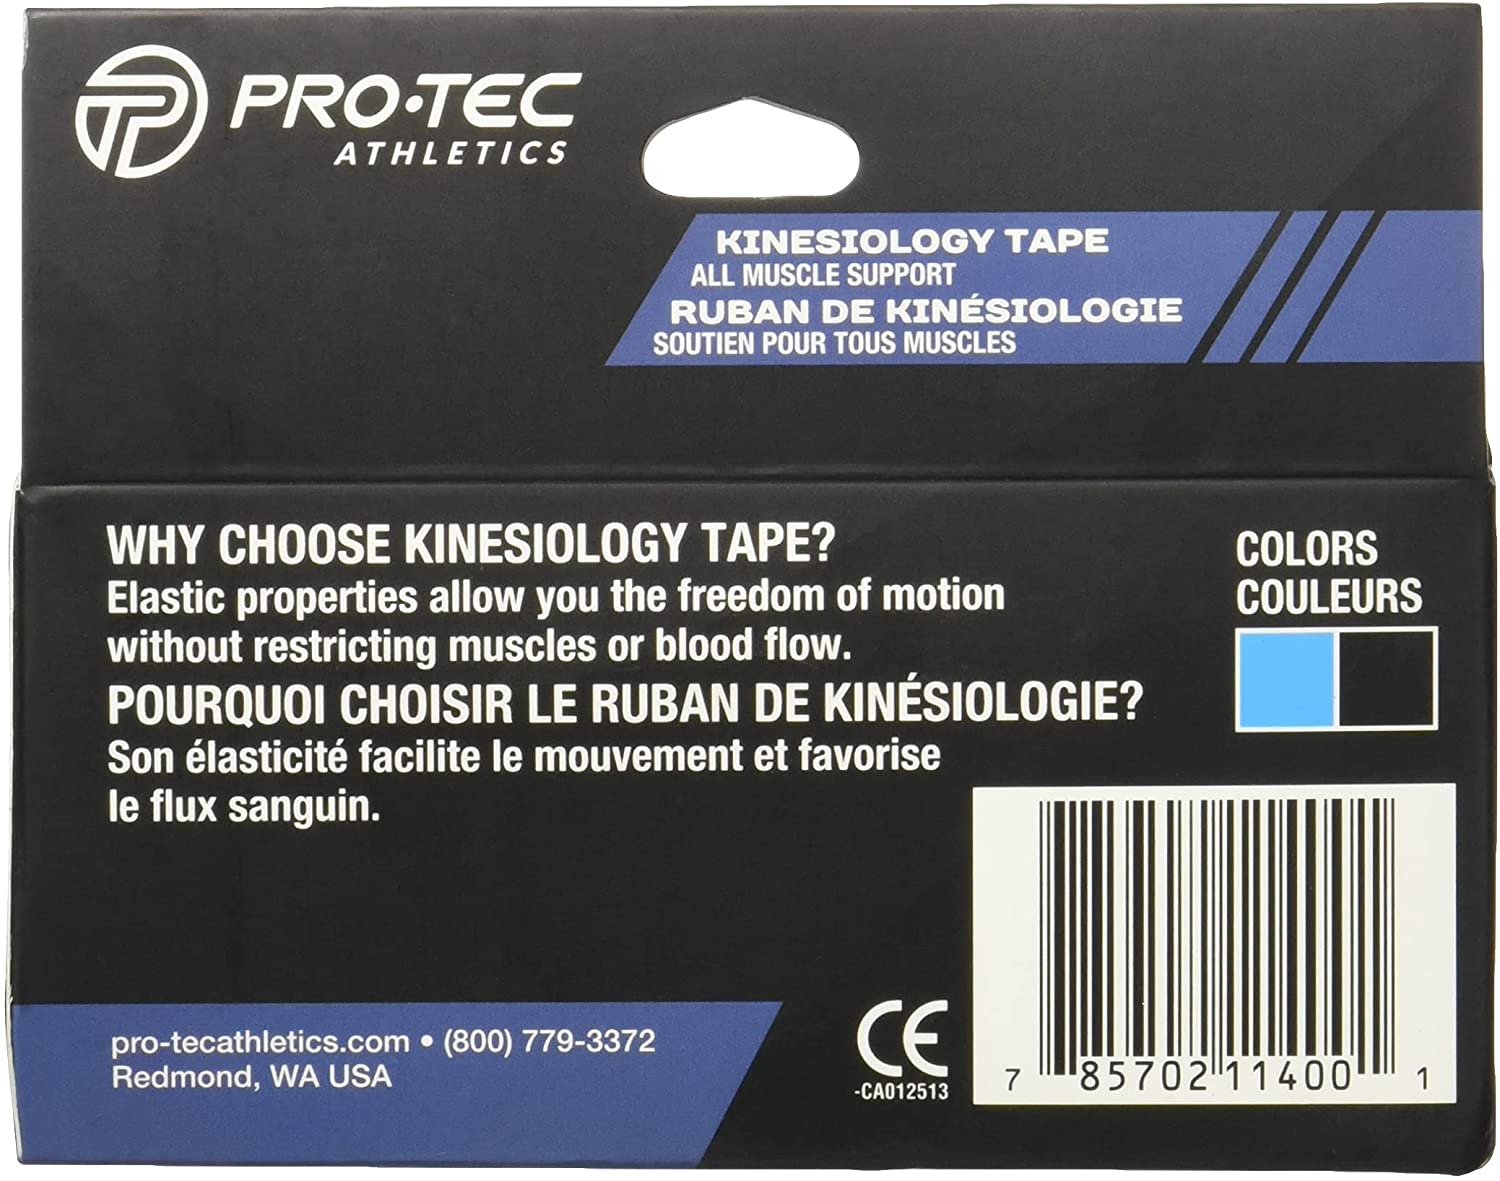 PRO•TEC
ATHLETICS
KINESIOLOGY TAPE
ALL MUSCLE SUPPORT
RUBAN DE KINÉSIOLOGIE
SOUTIEN POUR TOUS MUSCLES
WHY CHOOSE KINESIOLOGY TAPE?
Elastic properties allow you the freedom of motion
without restricting muscles or blood flow.
POURQUOI CHOISIR LE RUBAN DE KINÉSIOLOGIE?
Son élasticité facilite le mouvement et favorise
le flux sanguin.
COLORS
COULEURS
pro-tecathletics.com • (800) 779-3372
Redmond, WA USA
CE
-CA012513
7 85702 11400 1